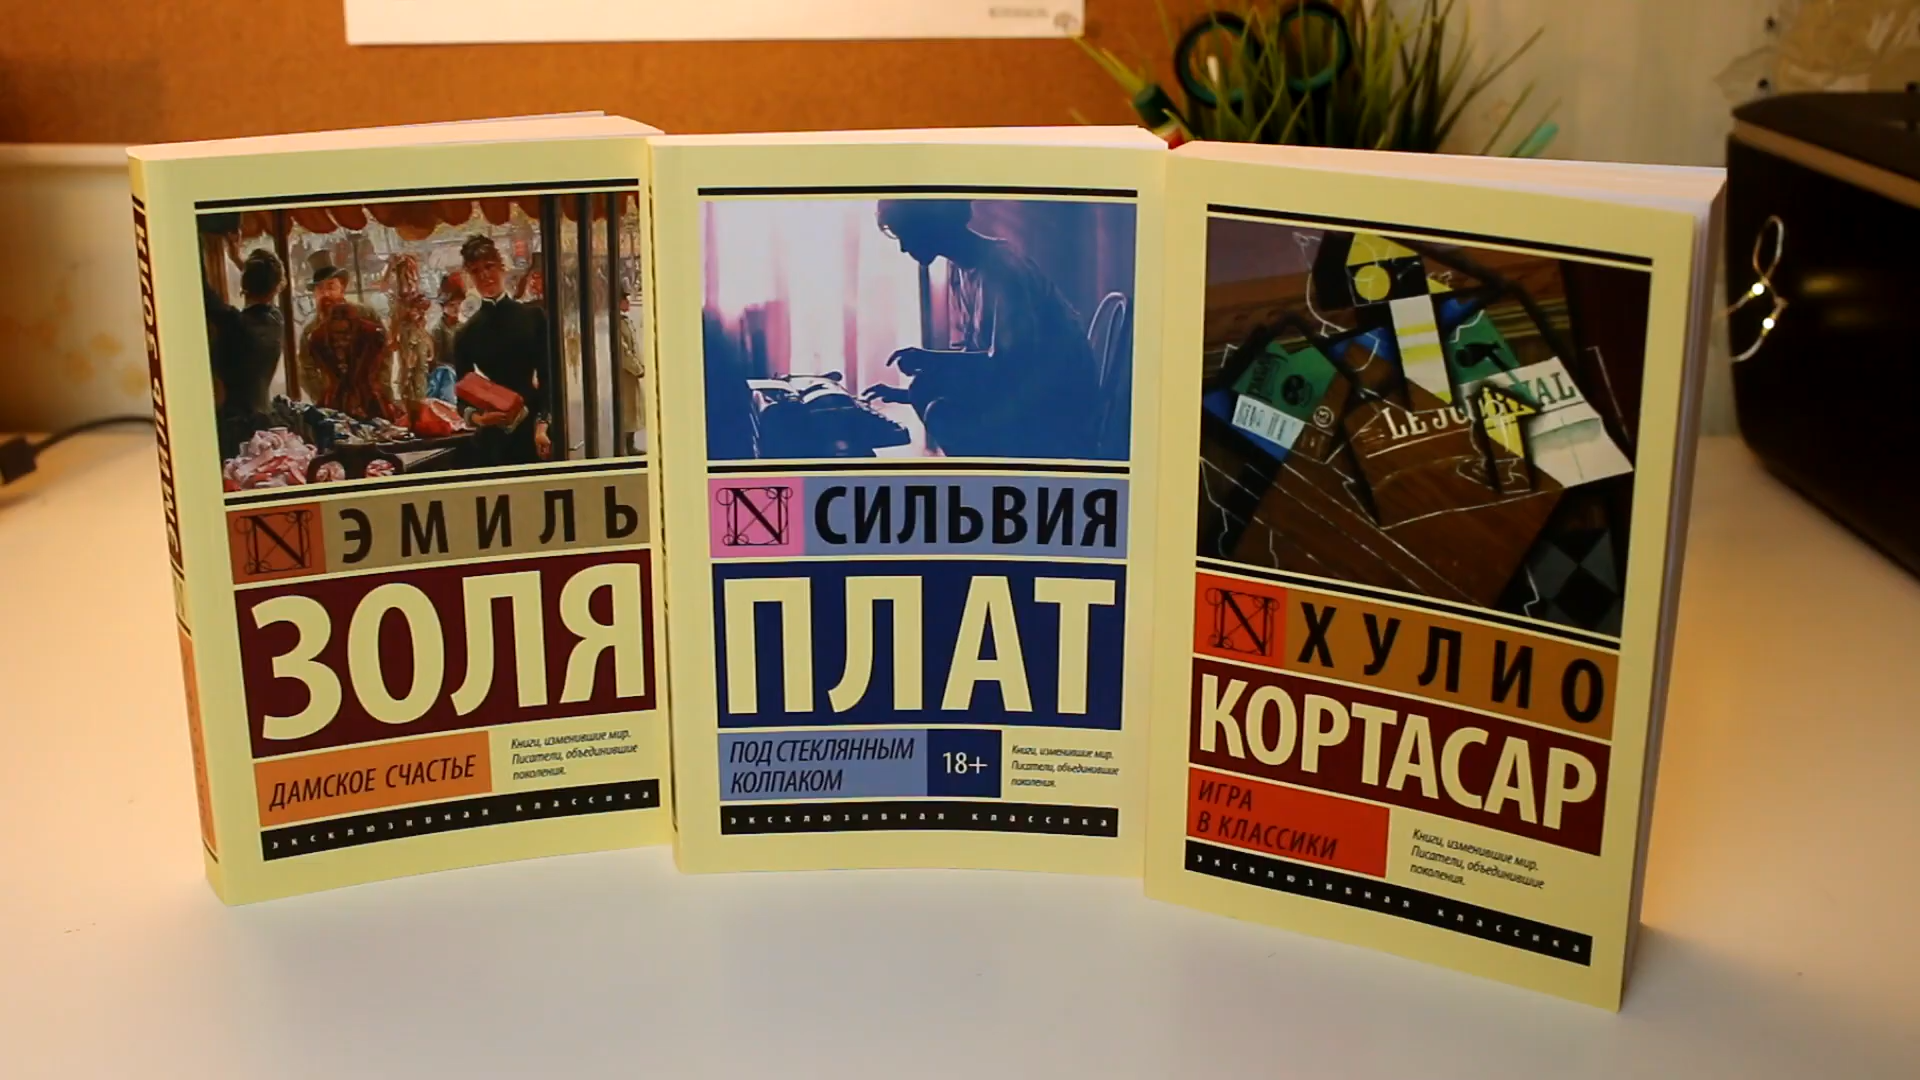 ЭМИЛЬ ЗОЛЯ
N ЭМИЛЬ
ЗОЛЯ
ДАМСКОЕ СЧАСТЬЕ
Книги, изменившие мир.
Писатели, объединившие
поколения.
эксклюзивная классика
N СИЛЬВИЯ
ПЛАТ
ПОД СТЕКЛЯННЫМ
КОЛПАКОМ
18+
Книги, изменившие мир.
Писатели, объединившие
поколения.
эксклюзивная классика
LE JOURNAL
N ХУЛИО
КОРТАСАР
ИГРА
В КЛАССИКИ
Книги, изменившие мир.
Писатели, объединившие
поколения.
эксклюзивная классика